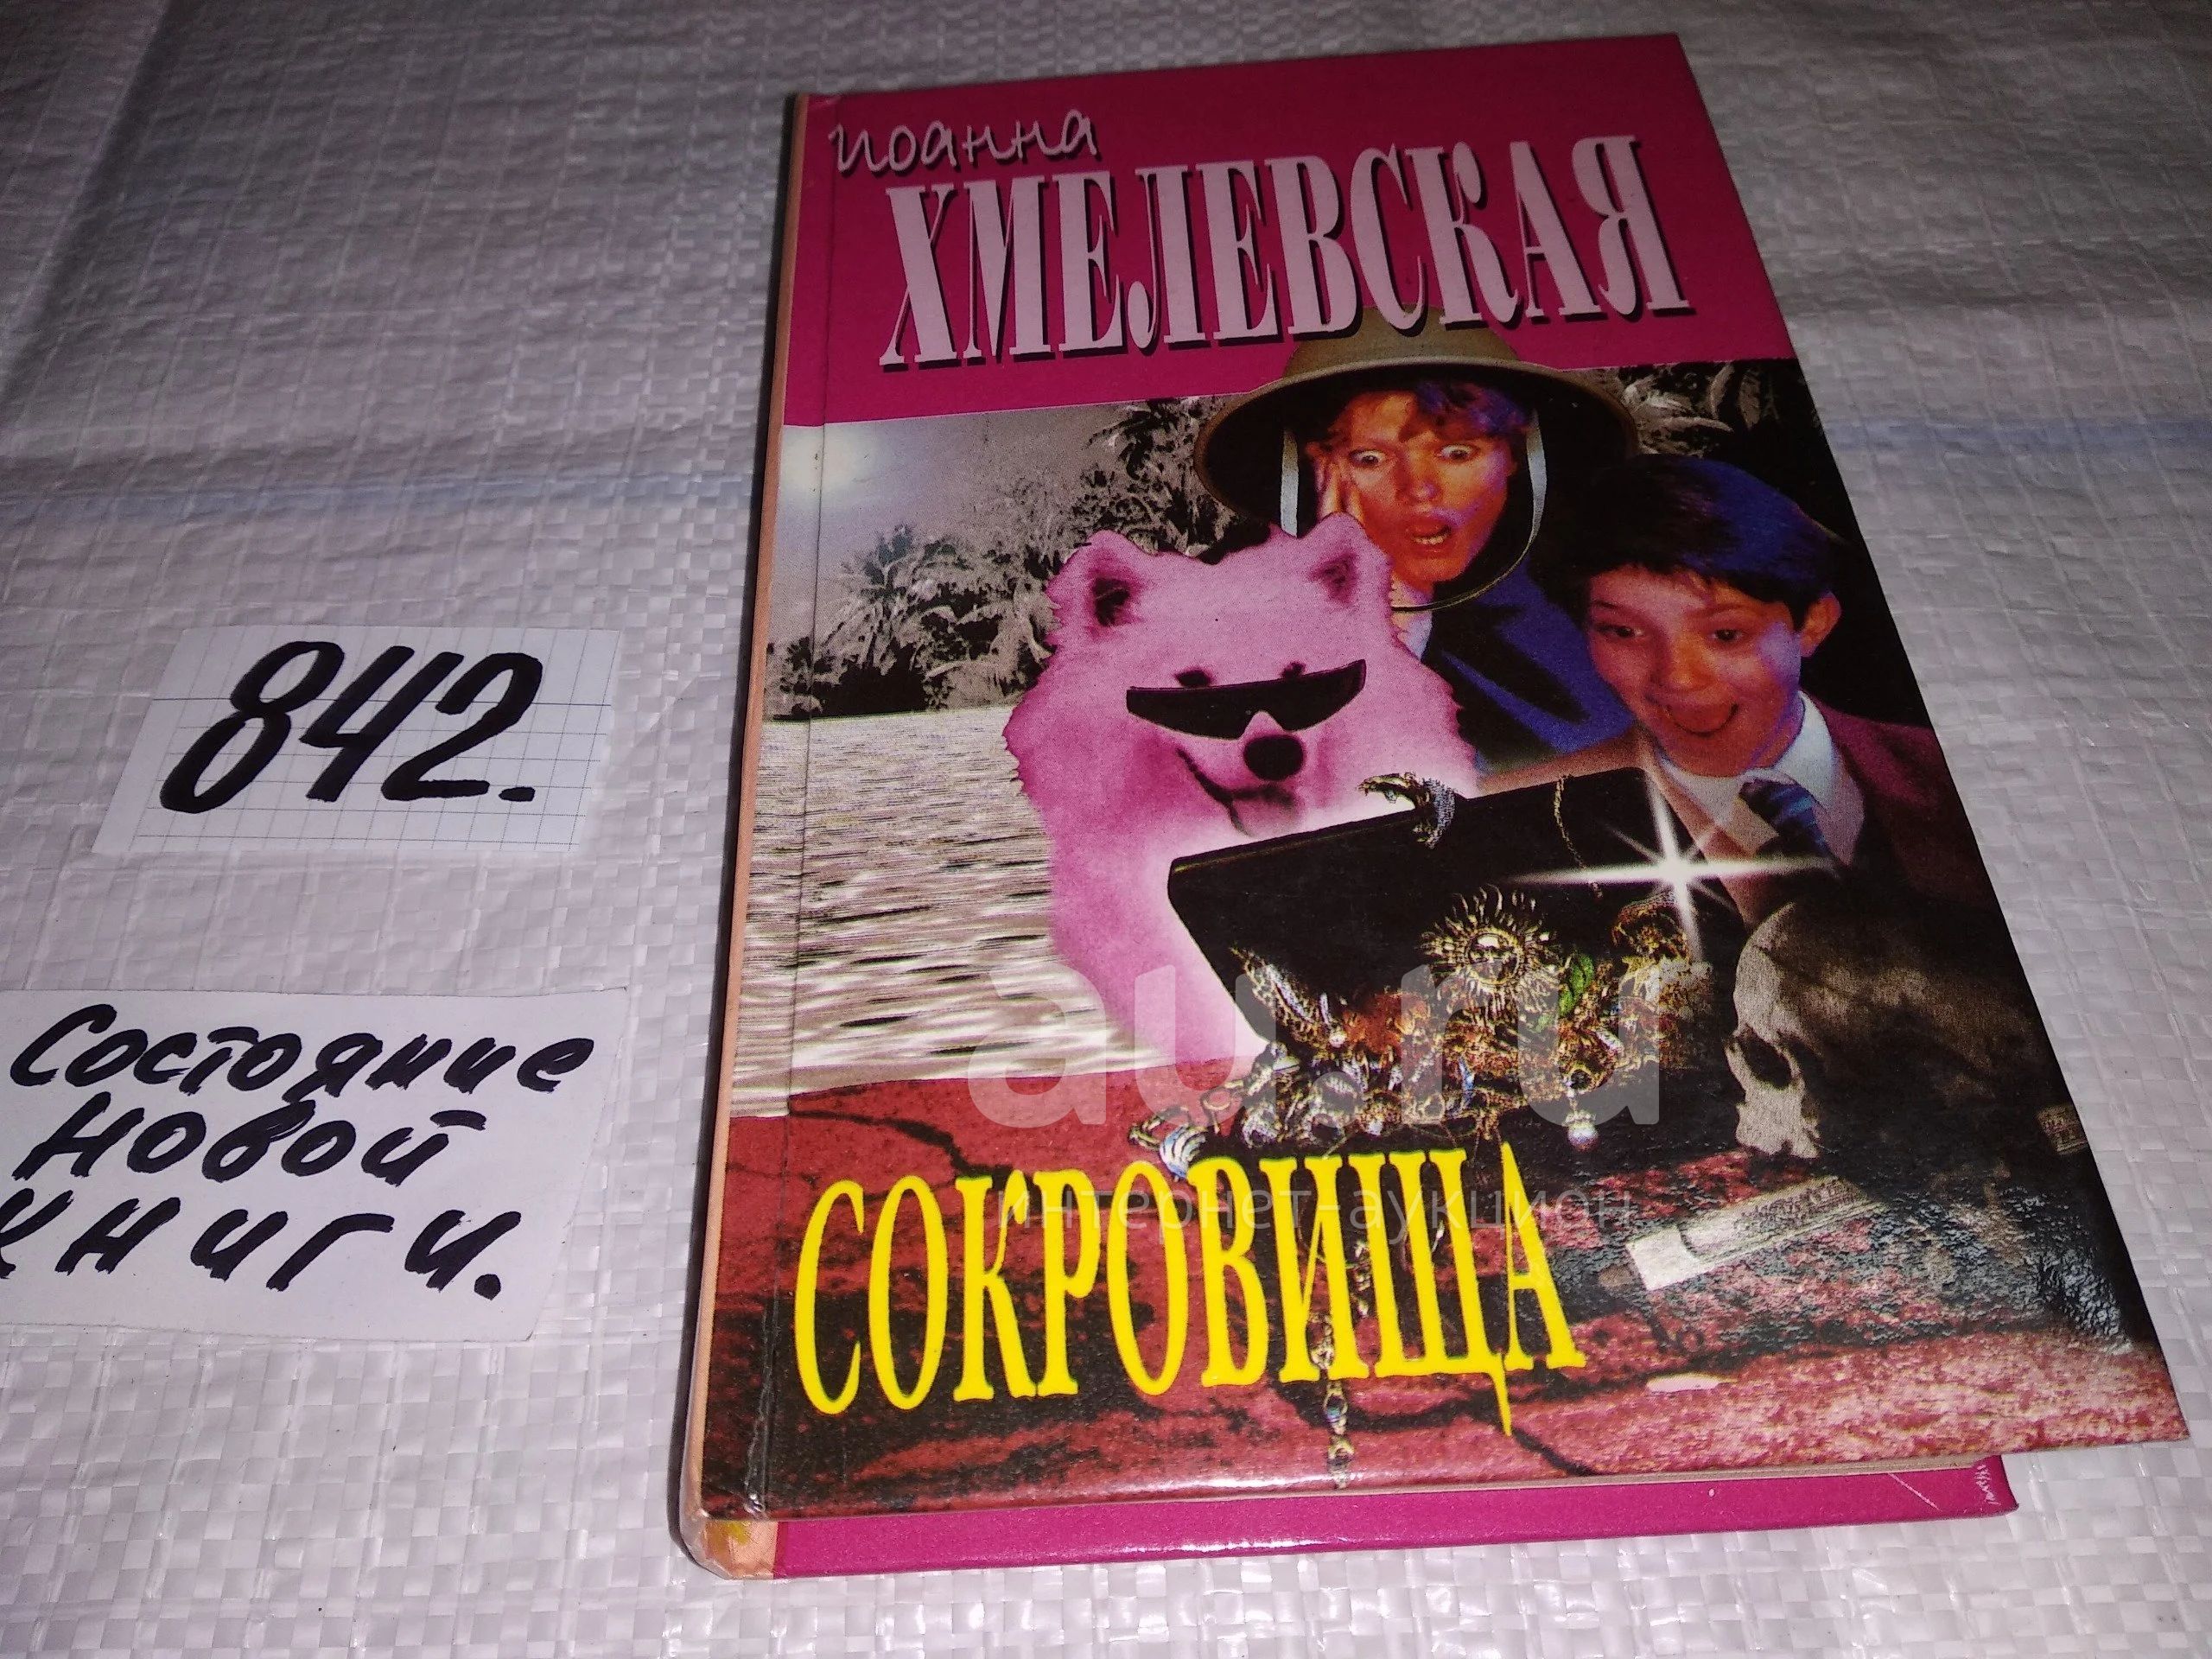 иоанна
ХМЕЛЕВСКАЯ
842.
Состояние
новой
книги.
au.ru
интернет-аукцион
СОКРОВИЩА